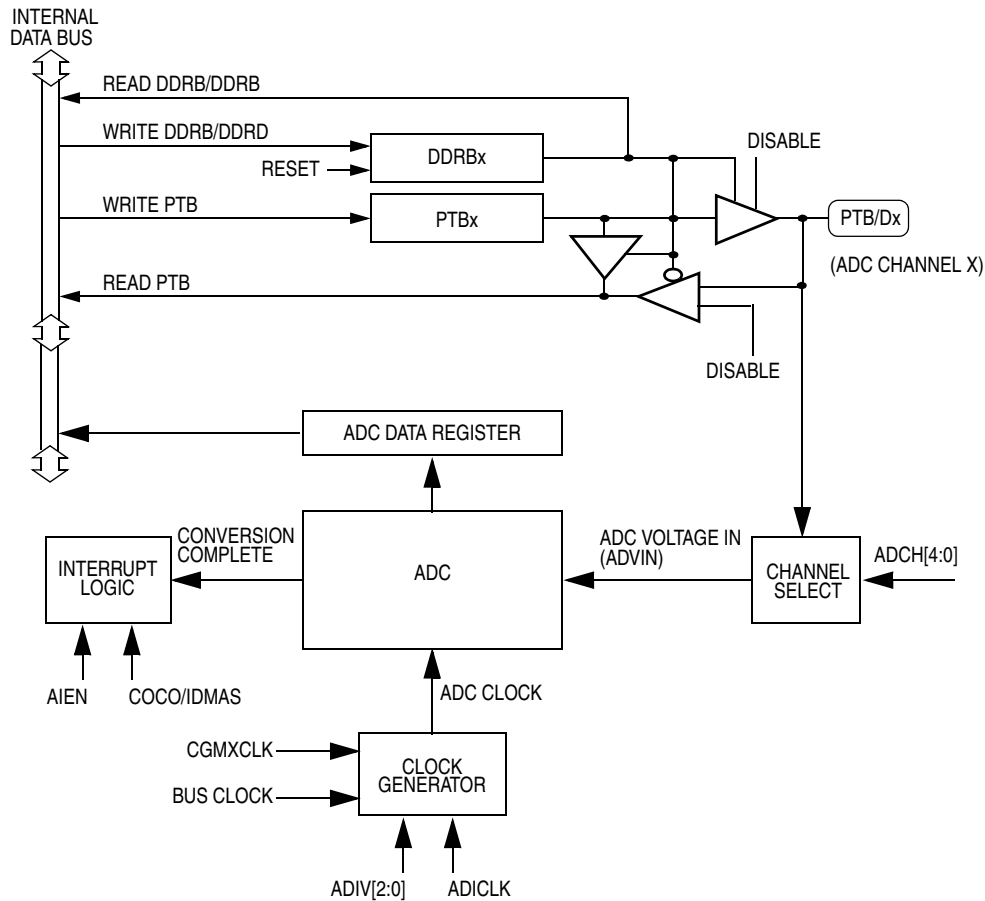 INTERNAL
DATA BUS
READ DDRB/DDRB
WRITE DDRB/DDRD
RESET
DDRBx
DISABLE
WRITE PTB
PTBx
PTB/Dx
(ADC CHANNEL X)
READ PTB
DISABLE
ADC DATA REGISTER
CONVERSION
COMPLETE
INTERRUPT
LOGIC
ADC
ADC VOLTAGE IN
(ADVIN)
CHANNEL
SELECT
ADCH[4:0]
AIEN
COCO/IDMAS
ADC CLOCK
CGMXCLK
BUS CLOCK
CLOCK
GENERATOR
ADIV[2:0]
ADICLK